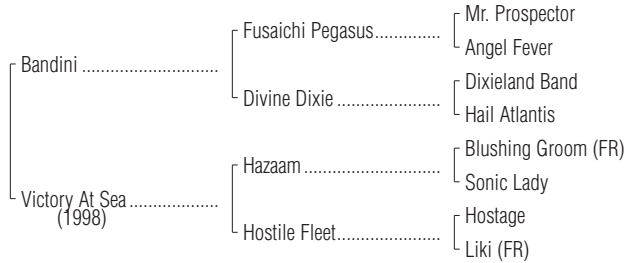 Mr. Prospector
Fusaichi Pegasus..............
Angel Fever
Bandini .............................
Dixieland Band
Divine Dixie ......................
Hail Atlantis
Blushing Groom (FR)
Hazaam .............................
Sonic Lady
Victory At Sea ...................
(1998)
Hostage
Hostile Fleet......................
Liki (FR)